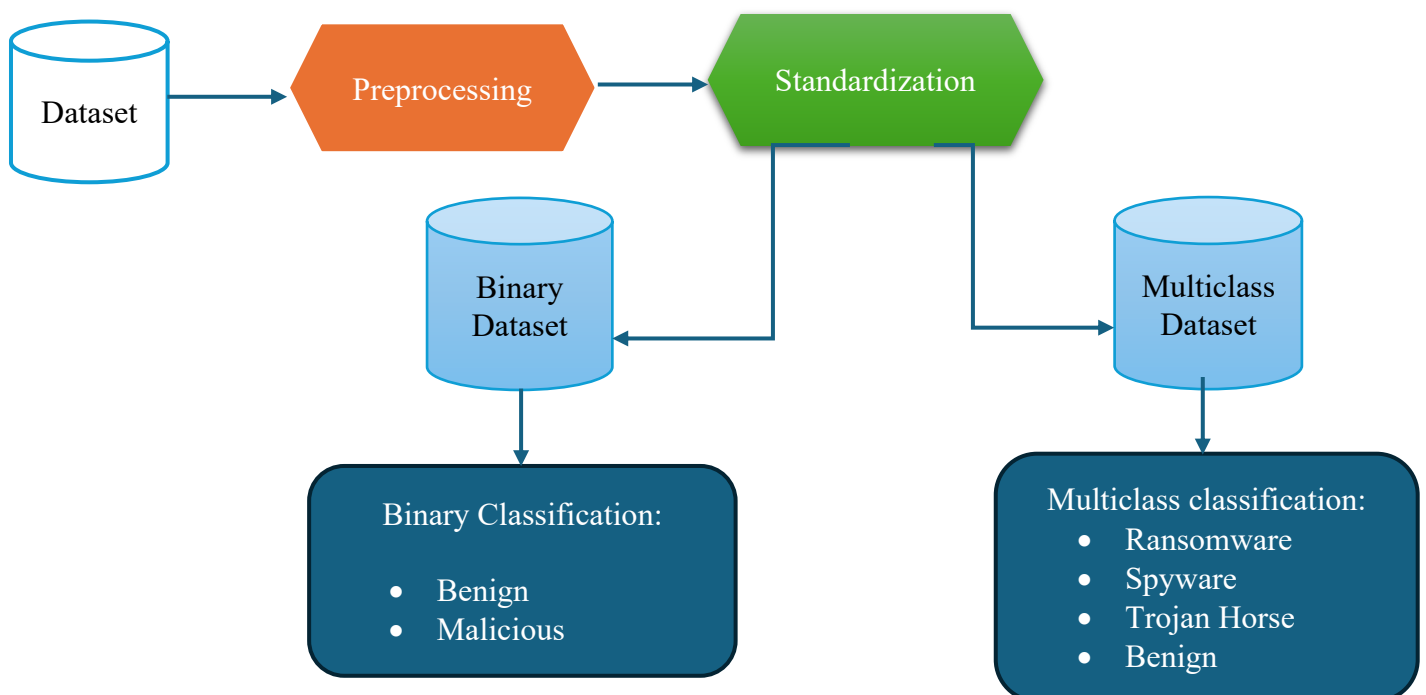 Dataset
Preprocessing
Standardization
Binary
Dataset
Multiclass
Dataset
Binary Classification:
• Benign
• Malicious
Multiclass classification:
• Ransomware
• Spyware
• Trojan Horse
• Benign